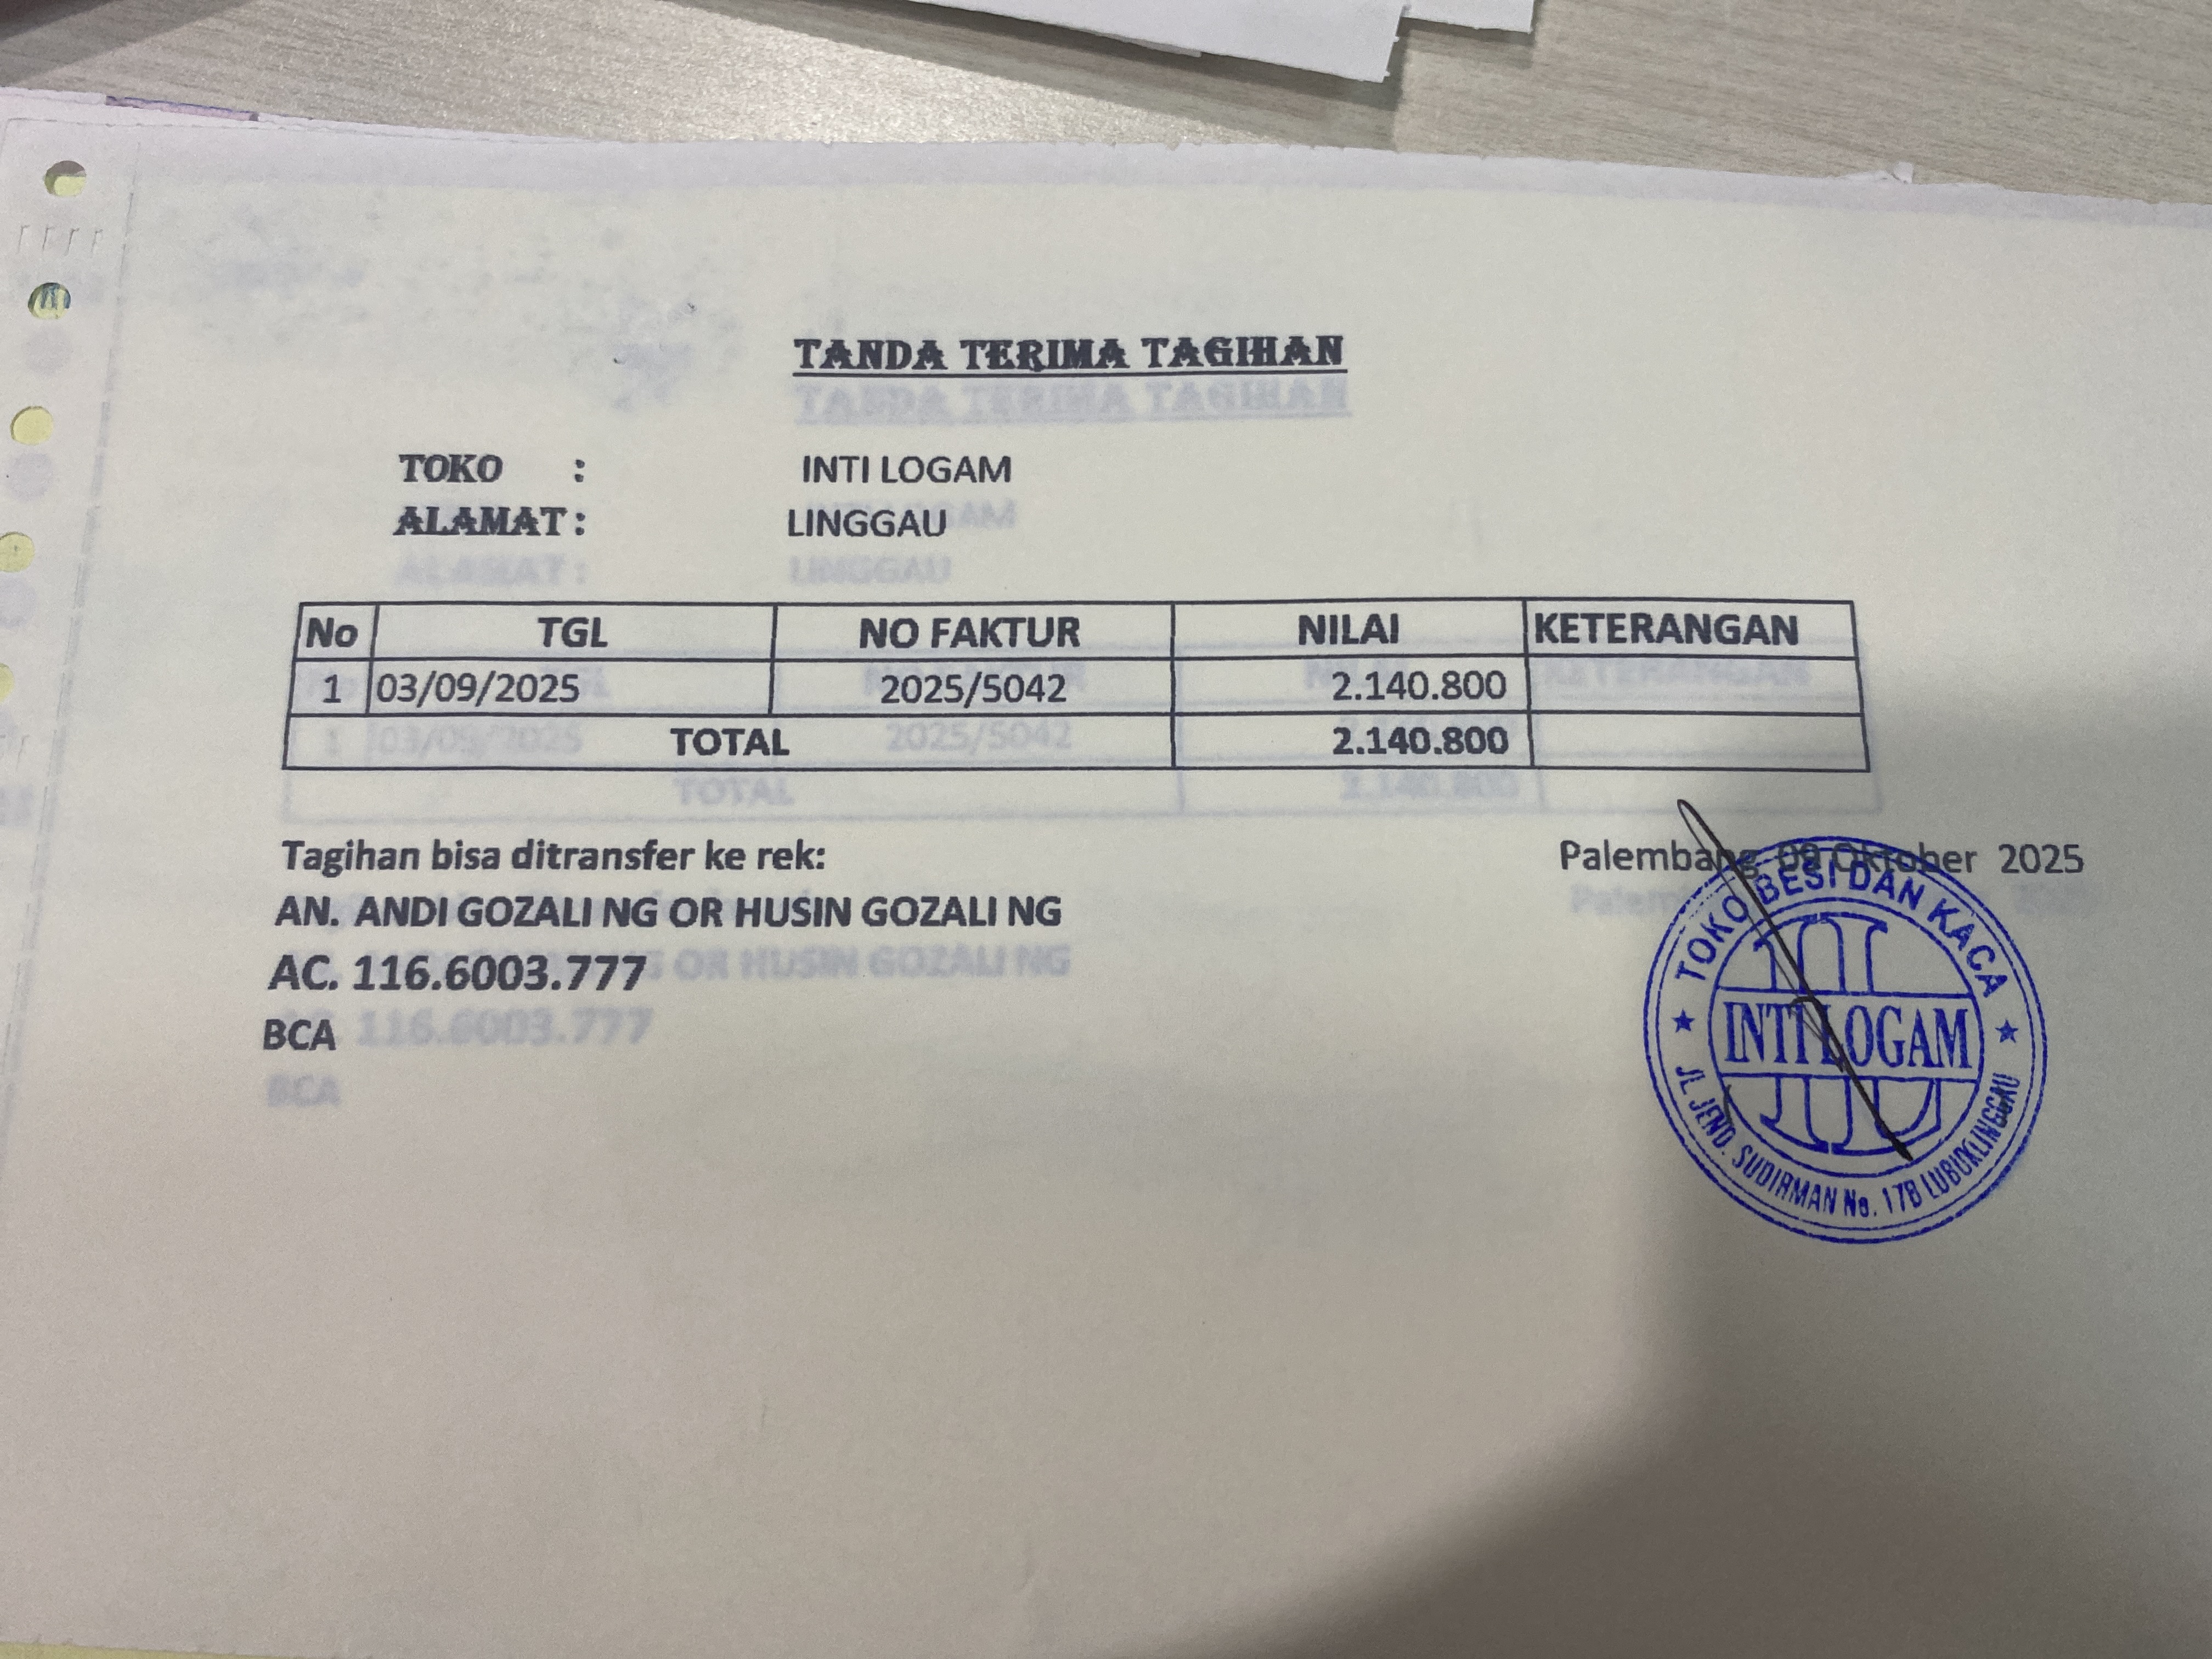 TANDA TERIMA TAGIHAN
TOKO : INTI LOGAM
ALAMAT : LINGGAU
No TGL NO FAKTUR NILAI KETERANGAN
1 03/09/2025 2025/5042 2.140.800
TOTAL 2.140.800
Tagihan bisa ditransfer ke rek:
AN. ANDI GOZALI NG OR HUSIN GOZALI NG
AC. 116.6003.777
BCA
Palembang, 09 Oktober 2025
TOKO BESI DAN KACA
INTI LOGAM
JL. JEND. SUDIRMAN No. 17B LUBUKLINGGAU